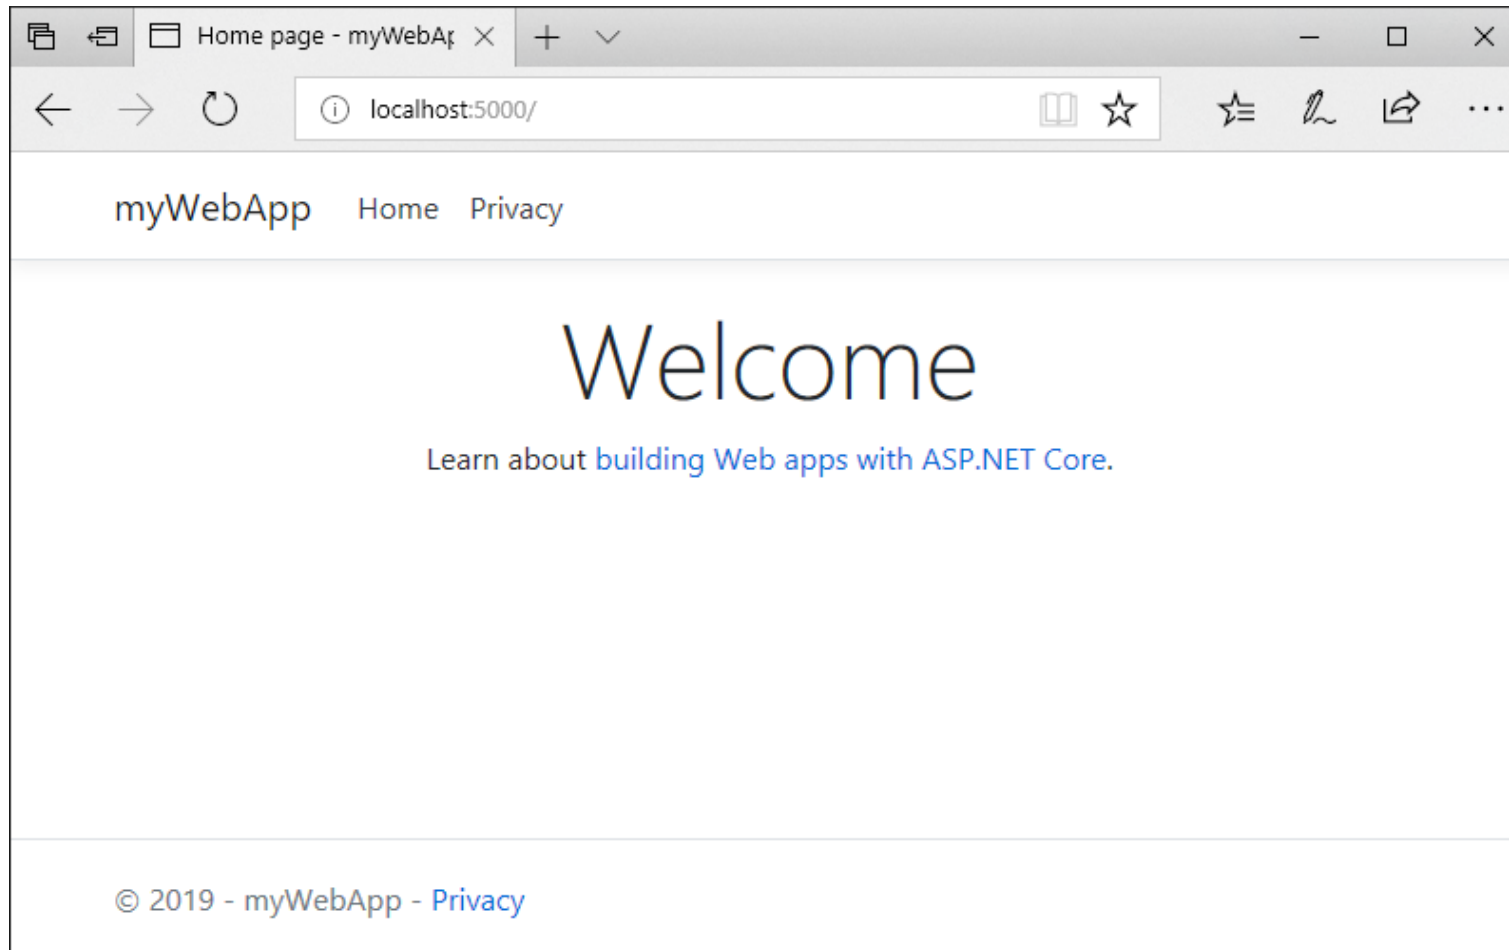 Home page - myWebAp
localhost:5000/
myWebApp Home Privacy
Welcome
Learn about building Web apps with ASP.NET Core.
© 2019 - myWebApp - Privacy